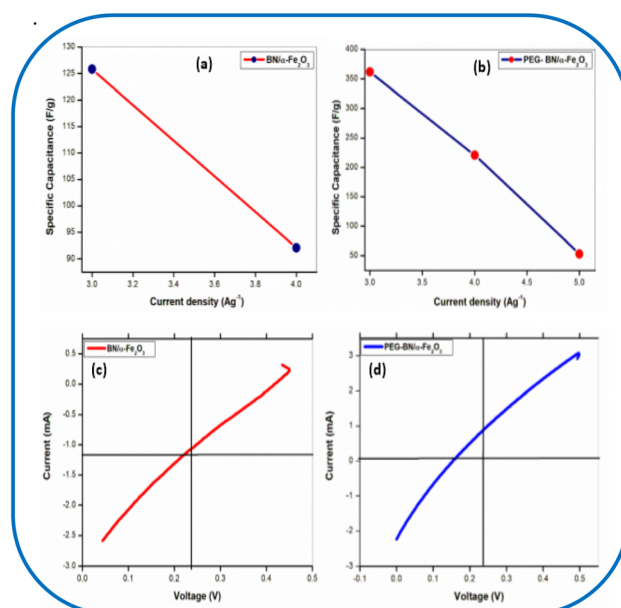 (a)
BN/α-Fe₂O₃
Specific Capacitance (F/g)
130
125
120
115
110
105
100
95
90
3.0 3.2 3.4 3.6 3.8 4.0
Current density (Ag⁻¹)
(b)
PEG- BN/α-Fe₂O₃
Specific Capacitance (F/g)
400
350
300
250
200
150
100
50
3.0 3.5 4.0 4.5 5.0
Current density (Ag⁻¹)
BN/α-Fe₂O₃
(c)
Current (mA)
0.5
0.0
-0.5
-1.0
-1.5
-2.0
-2.5
-3.0
0.0 0.1 0.2 0.3 0.4 0.5
Voltage (V)
PEG-BN/α-Fe₂O₃
(d)
Current (mA)
3
2
1
0
-1
-2
-3
-0.1 0.0 0.1 0.2 0.3 0.4 0.5
Voltage (V)